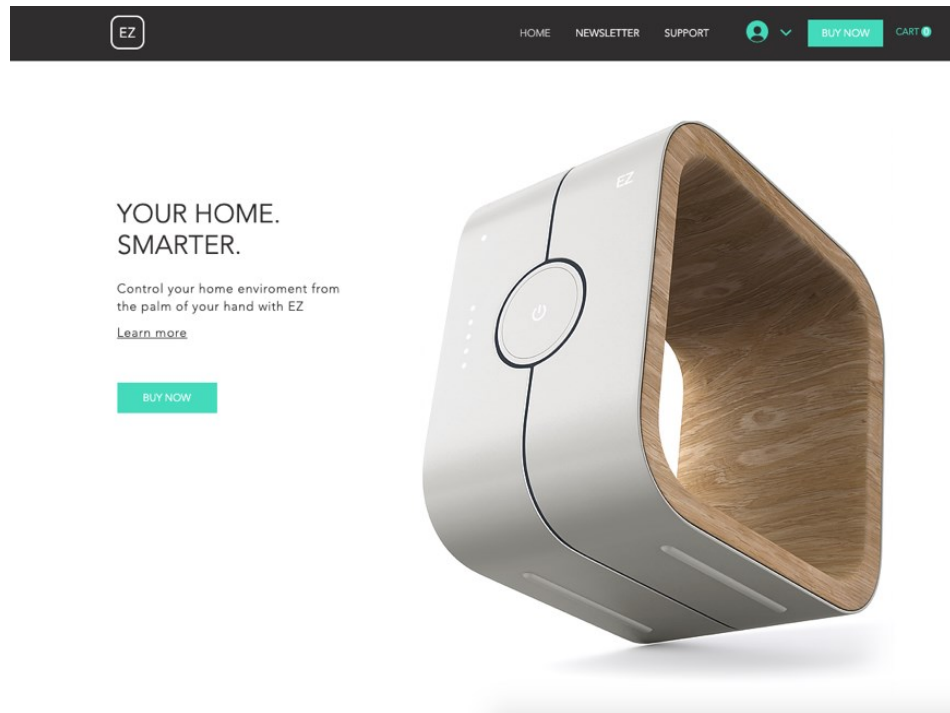 EZ
HOME
NEWSLETTER
SUPPORT
BUY NOW
CART 0
YOUR HOME.
SMARTER.
Control your home enviroment from
the palm of your hand with EZ
Learn more
BUY NOW
EZ